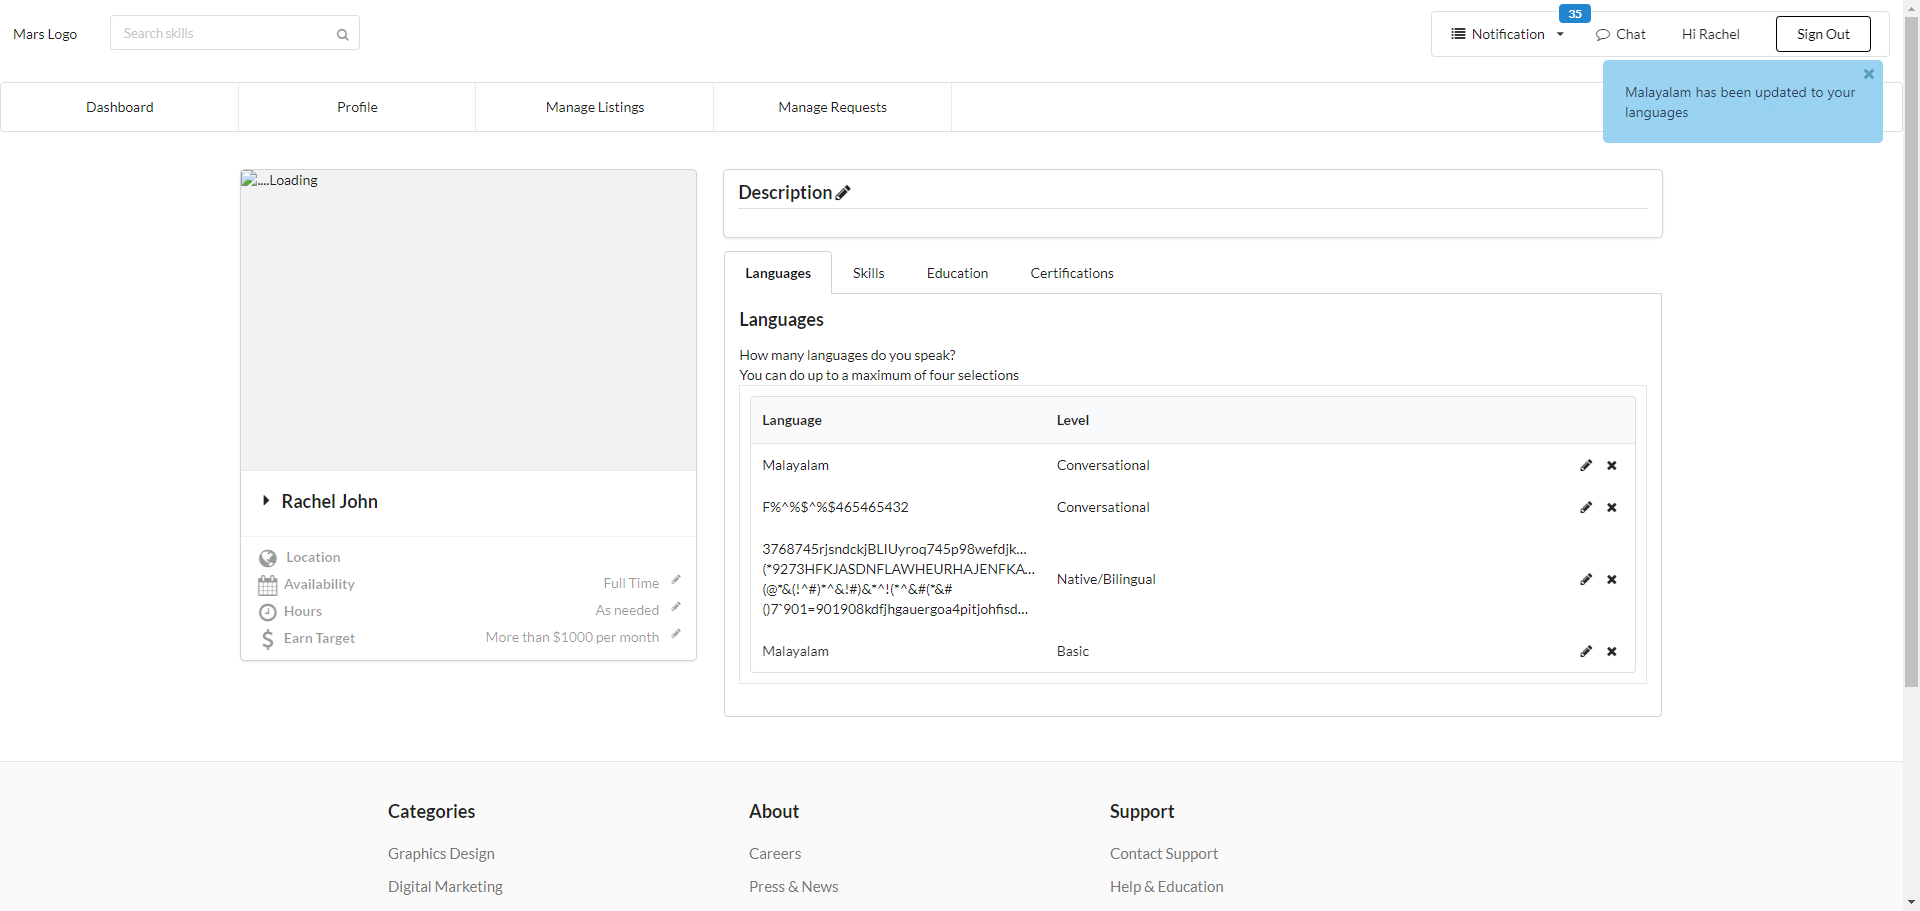 Mars Logo
Search skills
35
Notification
Chat
Hi Rachel
Sign Out
Dashboard
Profile
Manage Listings
Manage Requests
Malayalam has been updated to your
languages
....Loading
Rachel John
Location
Availability
Full Time
Hours
As needed
Earn Target
More than $1000 per month
Description
Languages
Skills
Education
Certifications
Languages
How many languages do you speak?
You can do up to a maximum of four selections
Language Level
Malayalam Conversational
F%^%$^%$465465432 Conversational
3768745rjsndckjBLIUyroq745p98wefdjk...
(*9273HFKJASDNFLAWHEURHAJENFKA...
(@*&(!^#)*^&!#)&*^!(*^&#(*&#
()7`901=901908kdfjhgauergoa4pitjohfisd...
Native/Bilingual
Malayalam Basic
Categories
Graphics Design
Digital Marketing
About
Careers
Press & News
Support
Contact Support
Help & Education